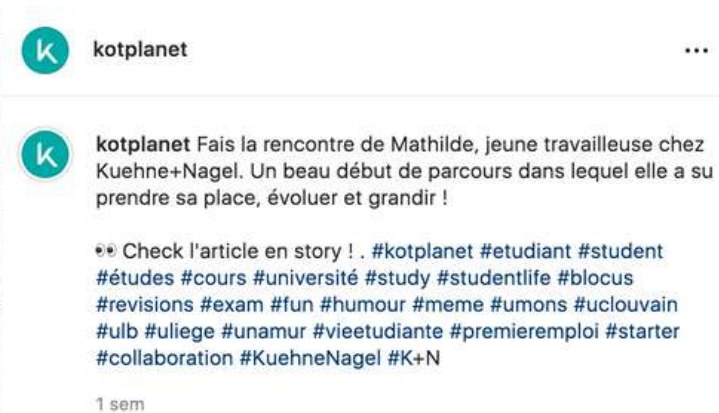 kotplanet
kotplanet Fais la rencontre de Mathilde, jeune travailleuse chez
Kuehne+Nagel. Un beau début de parcours dans lequel elle a su
prendre sa place, évoluer et grandir !
👀 Check l'article en story ! . #kotplanet #etudiant #student
#études #cours #université #study #studentlife #blocus
#revisions #exam #fun #humour #meme #umons #uclouvain
#ulb #uliege #unamur #vieetudiante #premieremploi #starter
#collaboration #KuehneNagel #K+N
1 sem